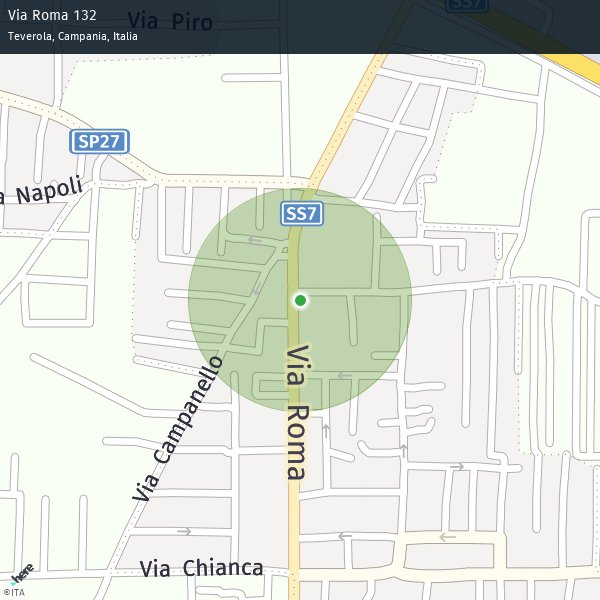 Via Roma 132
Teverola, Campania, Italia
Via Piro
SS7
SP27
a Napoli
SS7
Via Roma
Via Campanello
Via Chianca
here
©ITA